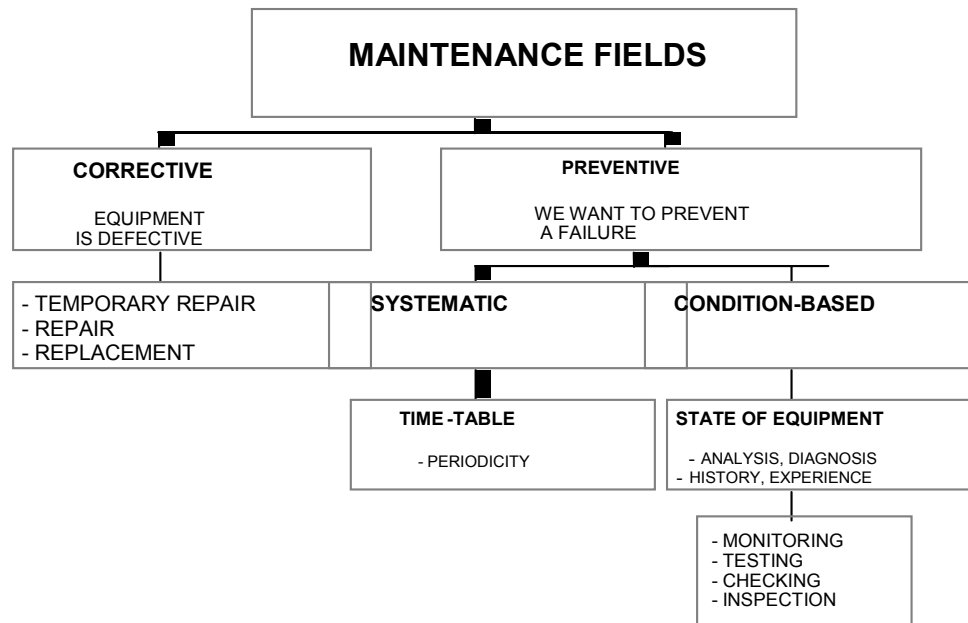 MAINTENANCE FIELDS
CORRECTIVE
EQUIPMENT
IS DEFECTIVE
PREVENTIVE
WE WANT TO PREVENT
A FAILURE
- TEMPORARY REPAIR
- REPAIR
- REPLACEMENT
SYSTEMATIC
CONDITION-BASED
TIME-TABLE
- PERIODICITY
STATE OF EQUIPMENT
- ANALYSIS, DIAGNOSIS
- HISTORY, EXPERIENCE
- MONITORING
- TESTING
- CHECKING
- INSPECTION